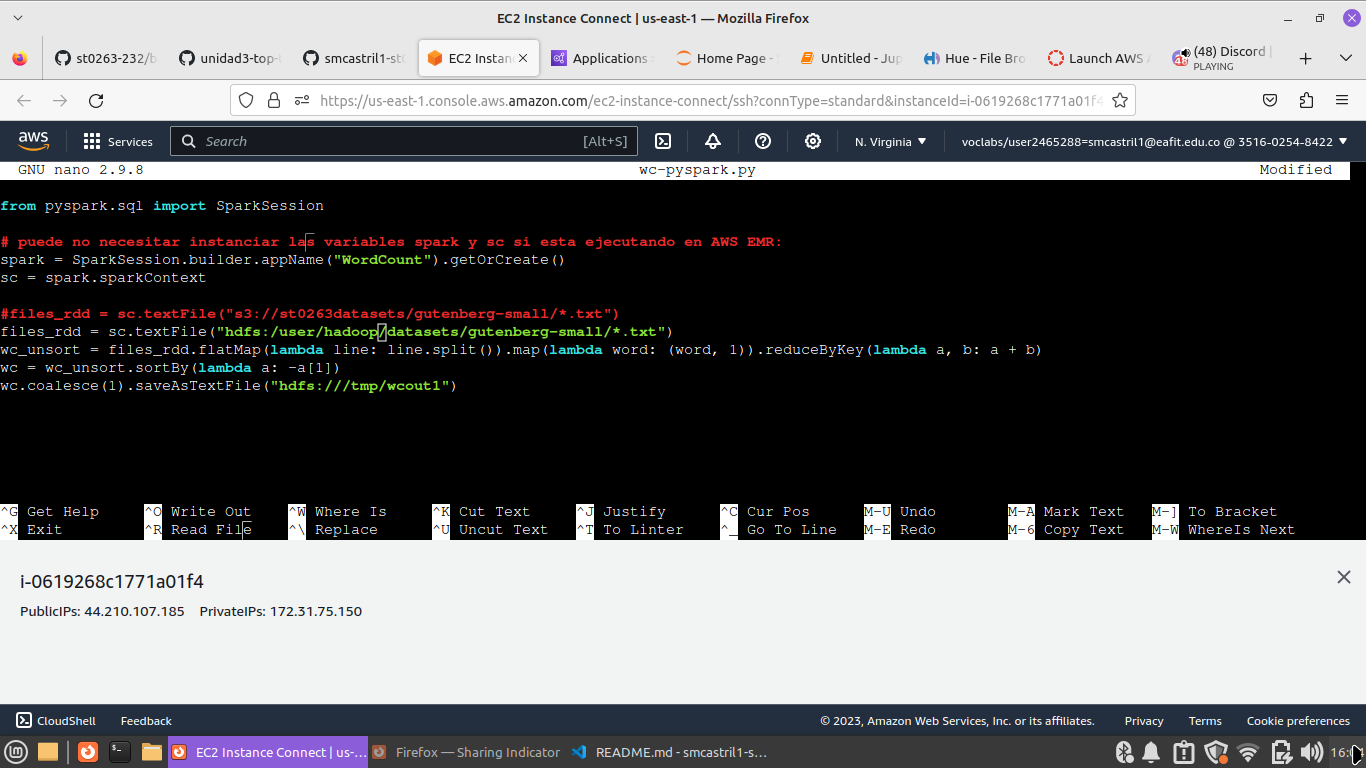 EC2 Instance Connect | us-east-1 — Mozilla Firefox
st0263-232/b
unidad3-top-
smcastril1-st0
EC2 Instanc
Applications
Home Page -
Untitled - Jup
Hue - File Bro
Launch AWS
(48) Discord |
PLAYING
https://us-east-1.console.aws.amazon.com/ec2-instance-connect/ssh?connType=standard&instanceId=i-0619268c1771a01f4
aws
Services
Search
[Alt+S]
N. Virginia
voclabs/user2465288=smcastril1@eafit.edu.co @ 3516-0254-8422
GNU nano 2.9.8 wc-pyspark.py Modified
from pyspark.sql import SparkSession
# puede no necesitar instanciar las variables spark y sc si esta ejecutando en AWS EMR:
spark = SparkSession.builder.appName("WordCount").getOrCreate()
sc = spark.sparkContext
#files_rdd = sc.textFile("s3://st0263datasets/gutenberg-small/*.txt")
files_rdd = sc.textFile("hdfs:/user/hadoop/datasets/gutenberg-small/*.txt")
wc_unsort = files_rdd.flatMap(lambda line: line.split()).map(lambda word: (word, 1)).reduceByKey(lambda a, b: a + b)
wc = wc_unsort.sortBy(lambda a: -a[1])
wc.coalesce(1).saveAsTextFile("hdfs:///tmp/wcout1")
^G Get Help ^O Write Out ^W Where Is ^K Cut Text ^J Justify ^C Cur Pos M-U Undo M-A Mark Text M-] To Bracket
^X Exit ^R Read File ^\ Replace ^U Uncut Text ^T To Linter ^_ Go To Line M-E Redo M-6 Copy Text M-W WhereIs Next
i-0619268c1771a01f4
PublicIPs: 44.210.107.185 PrivateIPs: 172.31.75.150
CloudShell
Feedback
© 2023, Amazon Web Services, Inc. or its affiliates.
Privacy
Terms
Cookie preferences
EC2 Instance Connect | us-...
Firefox — Sharing Indicator
README.md - smcastril1-s...